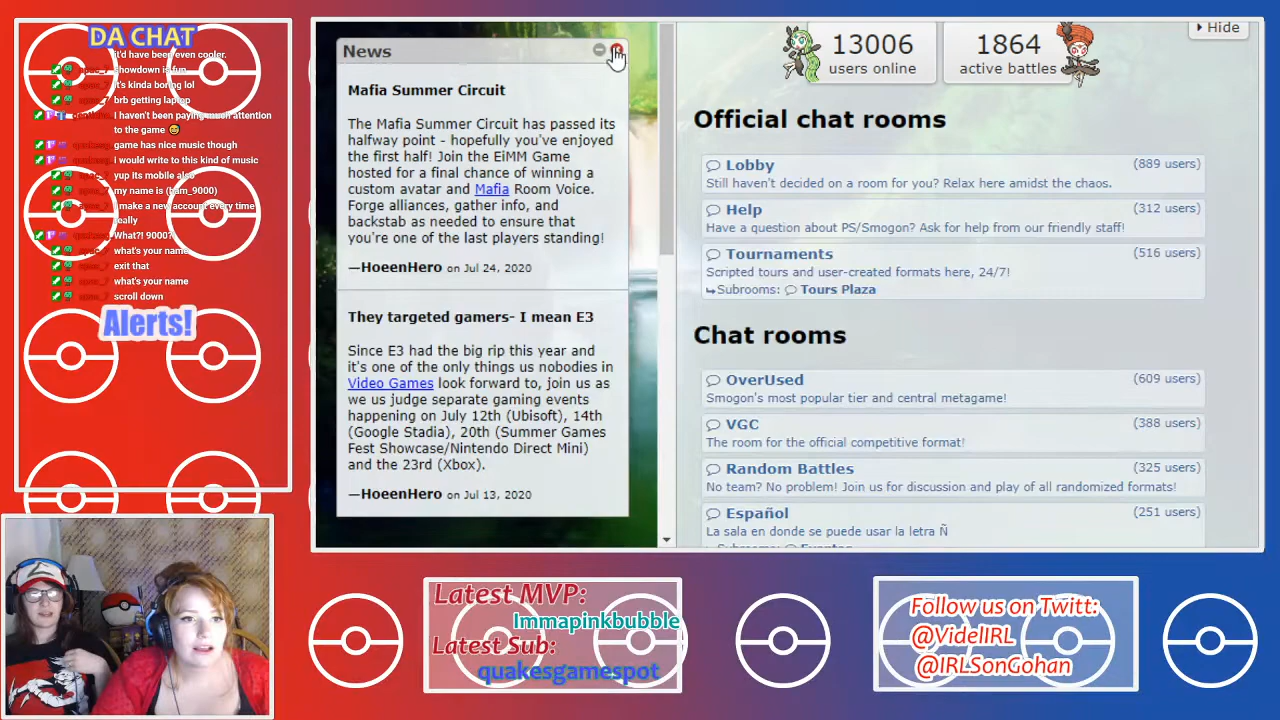 DA CHAT
it'd have been even cooler.
showdown is fun
it's kinda boring lol
brb getting laptop
I haven't been paying much attention
to the game 😅
game has nice music though
i would write to this kind of music
yup its mobile also
my name is (ham_9000)
i make a new account every time
really
What?! 9000?
what's your name
exit that
what's your name
scroll down
Alerts!
News
Mafia Summer Circuit
The Mafia Summer Circuit has passed its
halfway point - hopefully you've enjoyed
the first half! Join the EiMM Game
hosted for a final chance of winning a
custom avatar and Mafia Room Voice.
Forge alliances, gather info, and
backstab as needed to ensure that
you're one of the last players standing!
—HoeenHero on Jul 24, 2020
They targeted gamers- I mean E3
Since E3 had the big rip this year and
it's one of the only things us nobodies in
Video Games look forward to, join us as
we us judge separate gaming events
happening on July 12th (Ubisoft), 14th
(Google Stadia), 20th (Summer Games
Fest Showcase/Nintendo Direct Mini)
and the 23rd (Xbox).
—HoeenHero on Jul 13, 2020
13006
users online
1864
active battles
Hide
Official chat rooms
Lobby (889 users)
Still haven't decided on a room for you? Relax here amidst the chaos.
Help (312 users)
Have a question about PS/Smogon? Ask for help from our friendly staff!
Tournaments (516 users)
Scripted tours and user-created formats here, 24/7!
↳Subrooms: Tours Plaza
Chat rooms
OverUsed (609 users)
Smogon's most popular tier and central metagame!
VGC (388 users)
The room for the official competitive format!
Random Battles (325 users)
No team? No problem! Join us for discussion and play of all randomized formats!
Español (251 users)
La sala en donde se puede usar la letra Ñ
Subrooms:
Latest MVP:
Immapinkbubble
Latest Sub:
quakesgamespot
Follow us on Twitt:
@VidelIRL
@IRLSonGohan